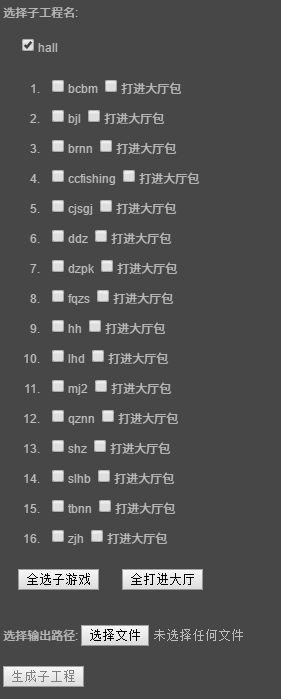 选择子工程名:
hall
1. bcbm 打进大厅包
2. bjl 打进大厅包
3. brnn 打进大厅包
4. ccfishing 打进大厅包
5. cjsgj 打进大厅包
6. ddz 打进大厅包
7. dzpk 打进大厅包
8. fqzs 打进大厅包
9. hh 打进大厅包
10. lhd 打进大厅包
11. mj2 打进大厅包
12. qznn 打进大厅包
13. shz 打进大厅包
14. slhb 打进大厅包
15. tbnn 打进大厅包
16. zjh 打进大厅包
全选子游戏 全打进大厅
选择输出路径: 选择文件 未选择任何文件
生成子工程